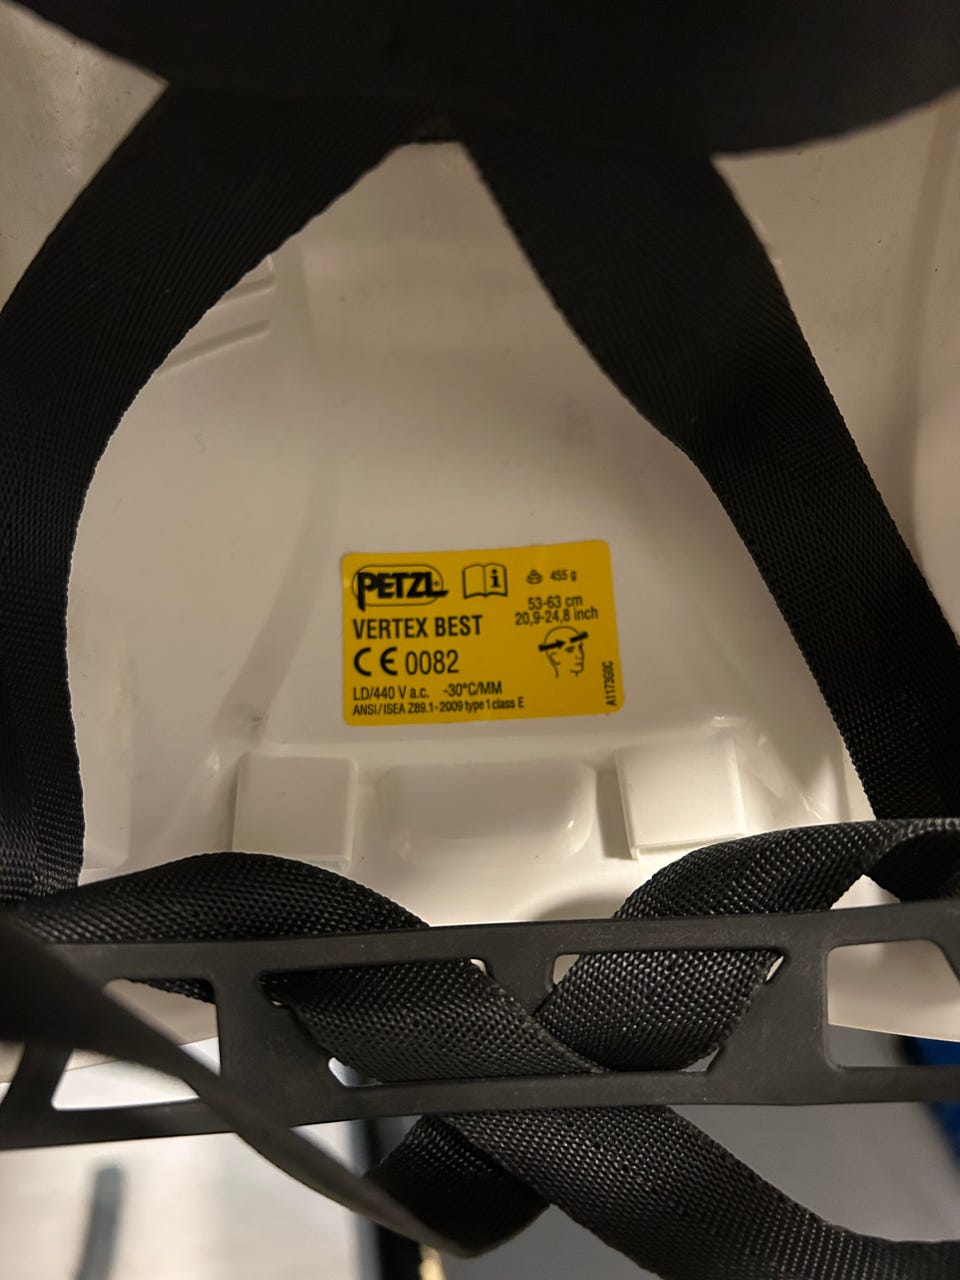 PETZL
i
455 g
53-63 cm
20,9-24,8 inch
VERTEX BEST
CE 0082
LD/440 V a.c. -30°C/MM
ANSI/ISEA Z89.1-2009 type 1 class E
A117360C